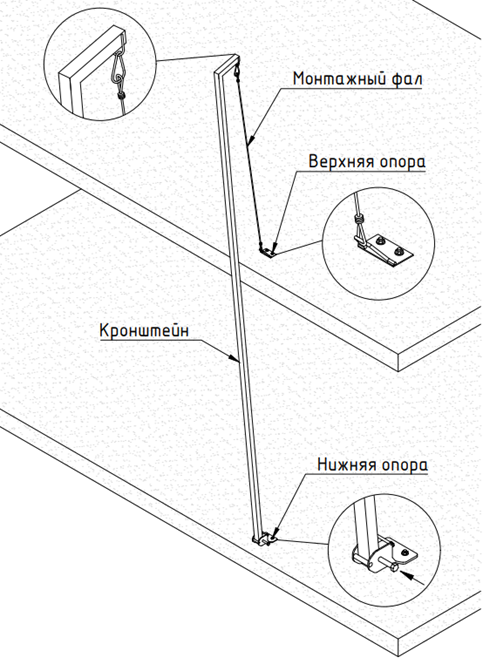 Монтажный фал
Верхняя опора
Кронштейн
Нижняя опора